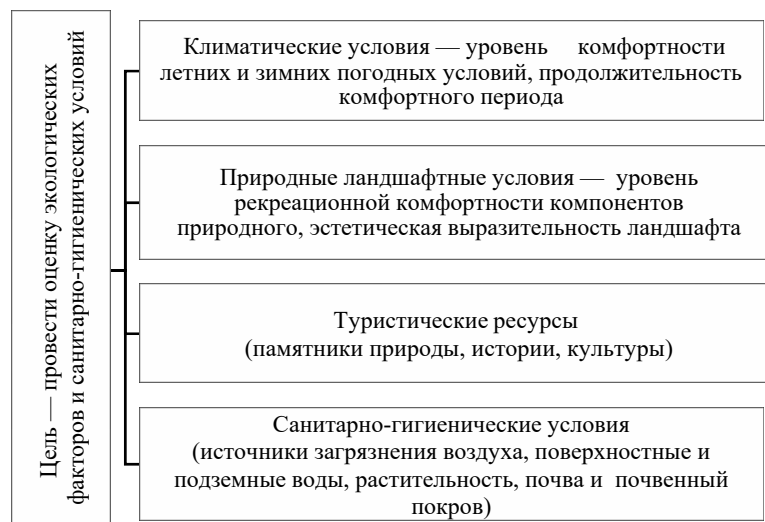 Цель — провести оценку экологических
факторов и санитарно-гигиенических условий
Климатические условия — уровень комфортности
летних и зимних погодных условий, продолжительность
комфортного периода
Природные ландшафтные условия — уровень
рекреационной комфортности компонентов
природного, эстетическая выразительность ландшафта
Туристические ресурсы
(памятники природы, истории, культуры)
Санитарно-гигиенические условия
(источники загрязнения воздуха, поверхностные и
подземные воды, растительность, почва и почвенный
покров)